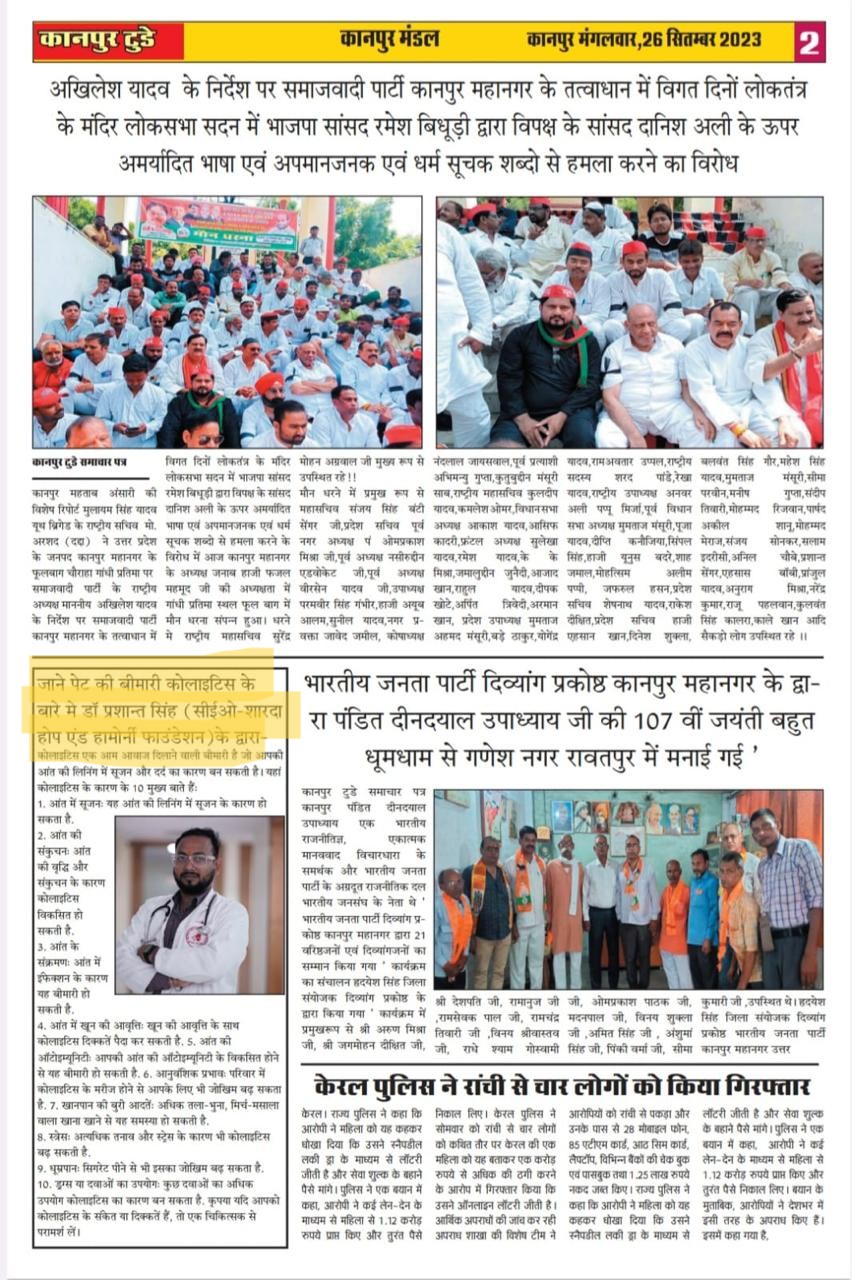 कानपुर टुडे
कानपुर मंडल
कानपुर मंगलवार,26 सितम्बर 2023
2
अखिलेश यादव के निर्देश पर समाजवादी पार्टी कानपुर महानगर के तत्वाधान में विगत दिनों लोकतंत्र
के मंदिर लोकसभा सदन में भाजपा सांसद रमेश बिधूड़ी द्वारा विपक्ष के सांसद दानिश अली के ऊपर
अमर्यादित भाषा एवं अपमानजनक एवं धर्म सूचक शब्दो से हमला करने का विरोध
मौन धरना
कानपुर टुडे समाचार पत्र
कानपुर महताब अंसारी की
विशेष रिपोर्ट मुलायम सिंह यादव
यूथ ब्रिगेड के राष्ट्रीय सचिव मो.
अरशद (दद्दा) ने उत्तर प्रदेश
के जनपद कानपुर महानगर के
फूलबाग चौराहा गांधी प्रतिमा पर
समाजवादी पार्टी के राष्ट्रीय
अध्यक्ष माननीय अखिलेश यादव
के निर्देश पर समाजवादी पार्टी
कानपुर महानगर के तत्वाधान में
विगत दिनों लोकतंत्र के मंदिर
लोकसभा सदन में भाजपा सांसद
रमेश बिधूड़ी द्वारा विपक्ष के सांसद
दानिश अली के ऊपर अमर्यादित
भाषा एवं अपमानजनक एवं धर्म
सूचक शब्दो से हमला करने के
विरोध में आज कानपुर महानगर
के अध्यक्ष जनाब हाजी फजल
महमूद जी की अध्यक्षता में
गांधी प्रतिमा स्थल फूल बाग में
मौन धरना संपन्न हुआ। धरने
मे राष्ट्रीय महासचिव सुरेंद्र
मोहन अग्रवाल जी मुख्य रूप से
उपस्थित रहे!!
मौन धरने में प्रमुख रूप से
महासचिव संजय सिंह बंटी
सेंगर जी,प्रदेश सचिव पूर्व
नगर अध्यक्ष पं ओमप्रकाश
मिश्रा जी,पूर्व अध्यक्ष नसीरुद्दीन
एडवोकेट जी,पूर्व अध्यक्ष
वीरसेन यादव जी,उपाध्यक्ष
परमवीर सिंह गंभीर,हाजी अयूब
आलम,सुनील यादव,नगर प्र-
वक्ता जावेद जमील, कोषाध्यक्ष
नंदलाल जायसवाल,पूर्व प्रत्याशी
अभिमन्यु गुप्ता,कुतुबुद्दीन मंसूरी
साब,राष्ट्रीय महासचिव कुलदीप
यादव,कमलेश ओमर,विधानसभा
अध्यक्ष आकाश यादव,आसिफ
कादरी,फ्रंटल अध्यक्ष सुलेखा
यादव,रमेश यादव,के के
मिश्रा,जमालुद्दीन जुनैदी,आजाद
खान,राहुल यादव,दीपक
खोटे,अर्पित त्रिवेदी,अरमान
खान, प्रदेश उपाध्यक्ष मुमताज
अहमद मंसूरी,बड़े ठाकुर,योगेंद्र
यादव,रामअवतार उप्पल,राष्ट्रीय
सदस्य शरद पांडे,रेखा
यादव,राष्ट्रीय उपाध्यक्ष अनवर
अली पप्पू मिर्जा,पूर्व विधान
सभा अध्यक्ष मुमताज मंसूरी,पूजा
यादव,दीप्ति कनौजिया,सिंपल
सिंह,हाजी यूनुस बदरे,शाह
जमाल,मोहत्सिम अलीम
पप्पी, जफरुल हसन,प्रदेश
सचिव शेषनाथ यादव,राकेश
दीक्षित,प्रदेश सचिव हाजी
एहसान खान,दिनेश शुक्ला,
बलवंत सिंह गौर,महेश सिंह
यादव,मुमताज मंसूरी,सीमा
परवीन,मनीष गुप्ता,संदीप
तिवारी,मोहम्मद रिजवान,पार्षद
अकील शानू,मोहम्मद
मेराज,संजय सोनकर,सलाम
इदरीसी,अनिल चौबे,प्रशान्त
सेंगर,एहसास बॉबी,प्रांजुल
यादव,अनुराग मिश्रा,नरेंद्र
कुमार,राजू पहलवान,कुलवंत
सिंह कालरा,काले खान आदि
सैकड़ो लोग उपस्थित रहे ।।
जाने पेट की बीमारी कोलाइटिस के
बारे मे डॉ प्रशान्त सिंह (सीईओ-शारदा
होप एंड हामोर्नी फाउंडेशन)के द्वारा-
कोलाइटिस एक आम आवाज दिलाने वाली बीमारी है जो आपकी
आंत की लिनिंग में सूजन और दर्द का कारण बन सकती है। यहां
कोलाइटिस के कारण के 10 मुख्य बाते हैं:
1. आंत में सूजनः यह आंत की लिनिंग में सूजन के कारण हो
सकता है.
2. आंत की
संकुचनः आंत
की वृद्धि और
संकुचन के कारण
कोलाइटिस
विकसित हो
सकता है.
3. आंत के
संक्रमणः आंत में
इंफेक्शन के कारण
यह बीमारी हो
सकता है.
4. आंत में खून की आवृत्तिः खून की आवृत्ति के साथ
कोलाइटिस दिक्कतें पैदा कर सकती है. 5. आंत की
ऑटोइम्यूनिटीः आपकी आंत की ऑटोइम्यूनिटी के विकसित होने
से यह बीमारी हो सकती है. 6. आनुवंशिक प्रभावः परिवार में
कोलाइटिस के मरीज होने से आपके लिए भी जोखिम बढ़ सकता
है. 7. खानपान की बुरी आदतेंः अधिक तला-भुना, मिर्च-मसाला
वाला खाना खाने से यह समस्या हो सकती है.
8. स्ट्रेसः अत्यधिक तनाव और स्ट्रेस के कारण भी कोलाइटिस
बढ़ सकती है.
9. धूम्रपानः सिगरेट पीने से भी इसका जोखिम बढ़ सकता है.
10. ड्रग्स या दवाओं का उपयोगः कुछ दवाओं का अधिक
उपयोग कोलाइटिस का कारण बन सकता है. कृपया यदि आपको
कोलाइटिस के संकेत या दिक्कतें हैं, तो एक चिकित्सक से
परामर्श लें।
भारतीय जनता पार्टी दिव्यांग प्रकोष्ठ कानपुर महानगर के द्वा-
रा पंडित दीनदयाल उपाध्याय जी की 107 वीं जयंती बहुत
धूमधाम से गणेश नगर रावतपुर में मनाई गई '
कानपुर टुडे समाचार पत्र
कानपुर पंडित दीनदयाल
उपाध्याय एक भारतीय
राजनीतिज्ञ, एकात्मक
मानववाद विचारधारा के
समर्थक और भारतीय जनता
पार्टी के अग्रदूत राजनीतिक दल
भारतीय जनसंघ के नेता थे '
भारतीय जनता पार्टी दिव्यांग प्र-
कोष्ठ कानपुर महानगर द्वारा 21
वरिष्ठजनों एवं दिव्यांगजनों का
सम्मान किया गया ' कार्यक्रम
का संचालन हृदयेश सिंह जिला
संयोजक दिव्यांग प्रकोष्ठ के
द्वारा किया गया ' कार्यक्रम में
प्रमुखरूप से श्री अरुण मिश्रा
जी, श्री जगमोहन दीक्षित जी,
श्री देशपति जी, रामानुज जी
,रामसेवक पाल जी, रामचंद्र
तिवारी जी ,विनय श्रीवास्तव
जी, राधे श्याम गोस्वामी
जी, ओमप्रकाश पाठक जी,
मदनपाल जी, विनय शुक्ला
जी ,अमित सिंह जी , अंशुमा
सिंह जी, पिंकी वर्मा जी, सीमा
कुमारी जी ,उपस्थित थे। हृदयेश
सिंह जिला संयोजक दिव्यांग
प्रकोष्ठ भारतीय जनता पार्टी
कानपुर महानगर उत्तर
केरल पुलिस ने रांची से चार लोगों को किया गिरफ्तार
केरल। राज्य पुलिस ने कहा कि
आरोपी ने महिला को यह कहकर
धोखा दिया कि उसने स्नैपडील
लकी ड्रा के माध्यम से लॉटरी
जीती है और सेवा शुल्क के बहाने
पैसे मांगे। पुलिस ने एक बयान में
कहा, आरोपी ने कई लेन-देन के
माध्यम से महिला से 1.12 करोड़
रुपये प्राप्त किए और तुरंत पैसे
निकाल लिए। केरल पुलिस ने
सोमवार को रांची से चार लोगों
को कथित तौर पर केरल की एक
महिला को यह बताकर एक करोड़
रुपये से अधिक की ठगी करने
के आरोप में गिरफ्तार किया कि
उसने ऑनलाइन लॉटरी जीती है।
आर्थिक अपराधों की जांच कर रही
अपराध शाखा की विशेष टीम ने
आरोपियों को रांची से पकड़ा और
उनके पास से 28 मोबाइल फोन,
85 एटीएम कार्ड, आठ सिम कार्ड,
लैपटॉप, विभिन्न बैंकों की चेक बुक
एवं पासबुक तथा 1.25 लाख रुपये
नकद जब्त किए। राज्य पुलिस ने
कहा कि आरोपी ने महिला को यह
कहकर धोखा दिया कि उसने
स्नैपडील लकी ड्रा के माध्यम से
लॉटरी जीती है और सेवा शुल्क
के बहाने पैसे मांगे। पुलिस ने एक
बयान में कहा, आरोपी ने कई
लेन-देन के माध्यम से महिला से
1.12 करोड़ रुपये प्राप्त किए और
तुरंत पैसे निकाल लिए। बयान के
मुताबिक, आरोपियों ने देशभर में
इसी तरह के अपराध किए हैं।
इसमें कहा गया है,